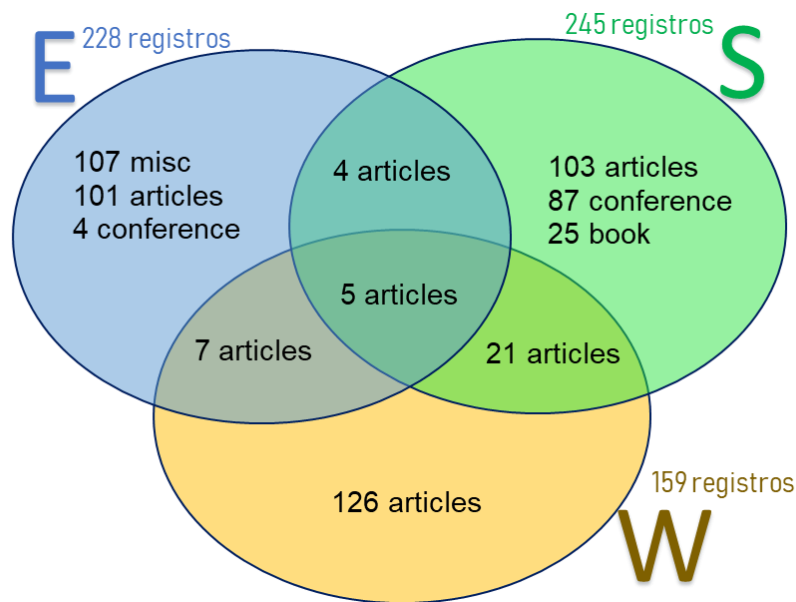 228 registros
E
245 registros
S
107 misc
101 articles
4 conference
4 articles
103 articles
87 conference
25 book
5 articles
7 articles
21 articles
126 articles
159 registros
W